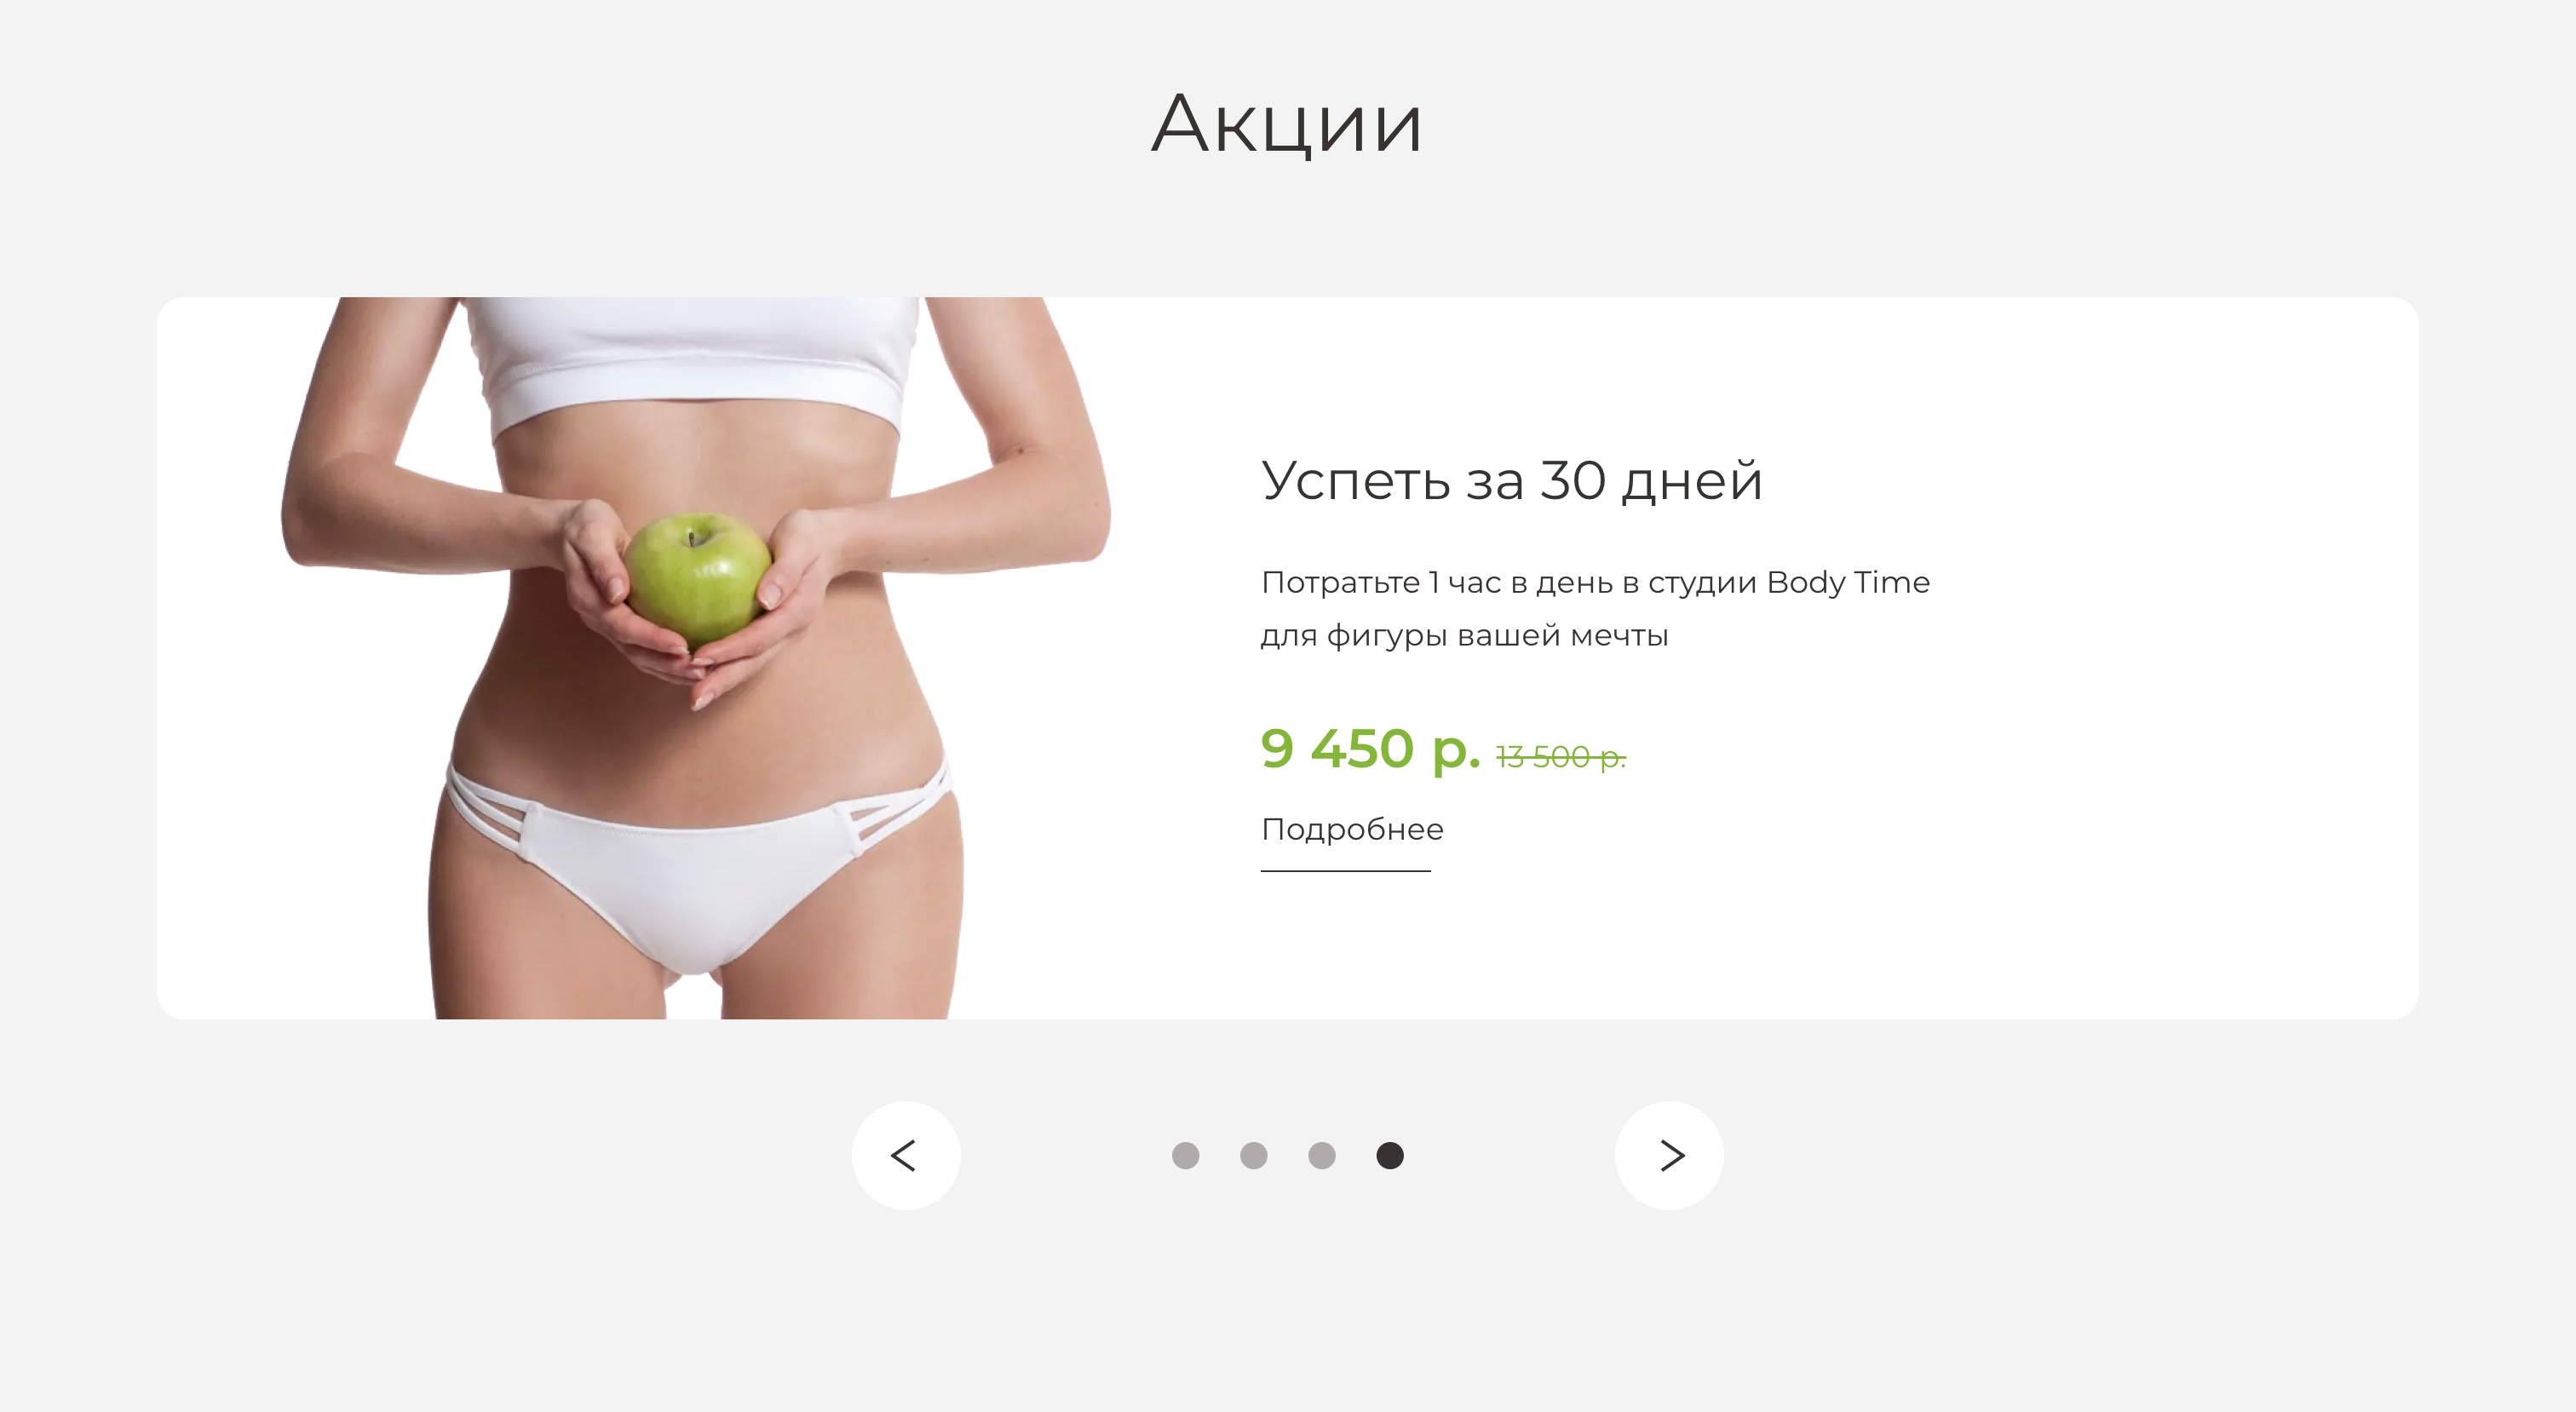 Акции
Успеть за 30 дней
Потратьте 1 час в день в студии Body Time
для фигуры вашей мечты
9 450 р. 13 500 р.
Подробнее